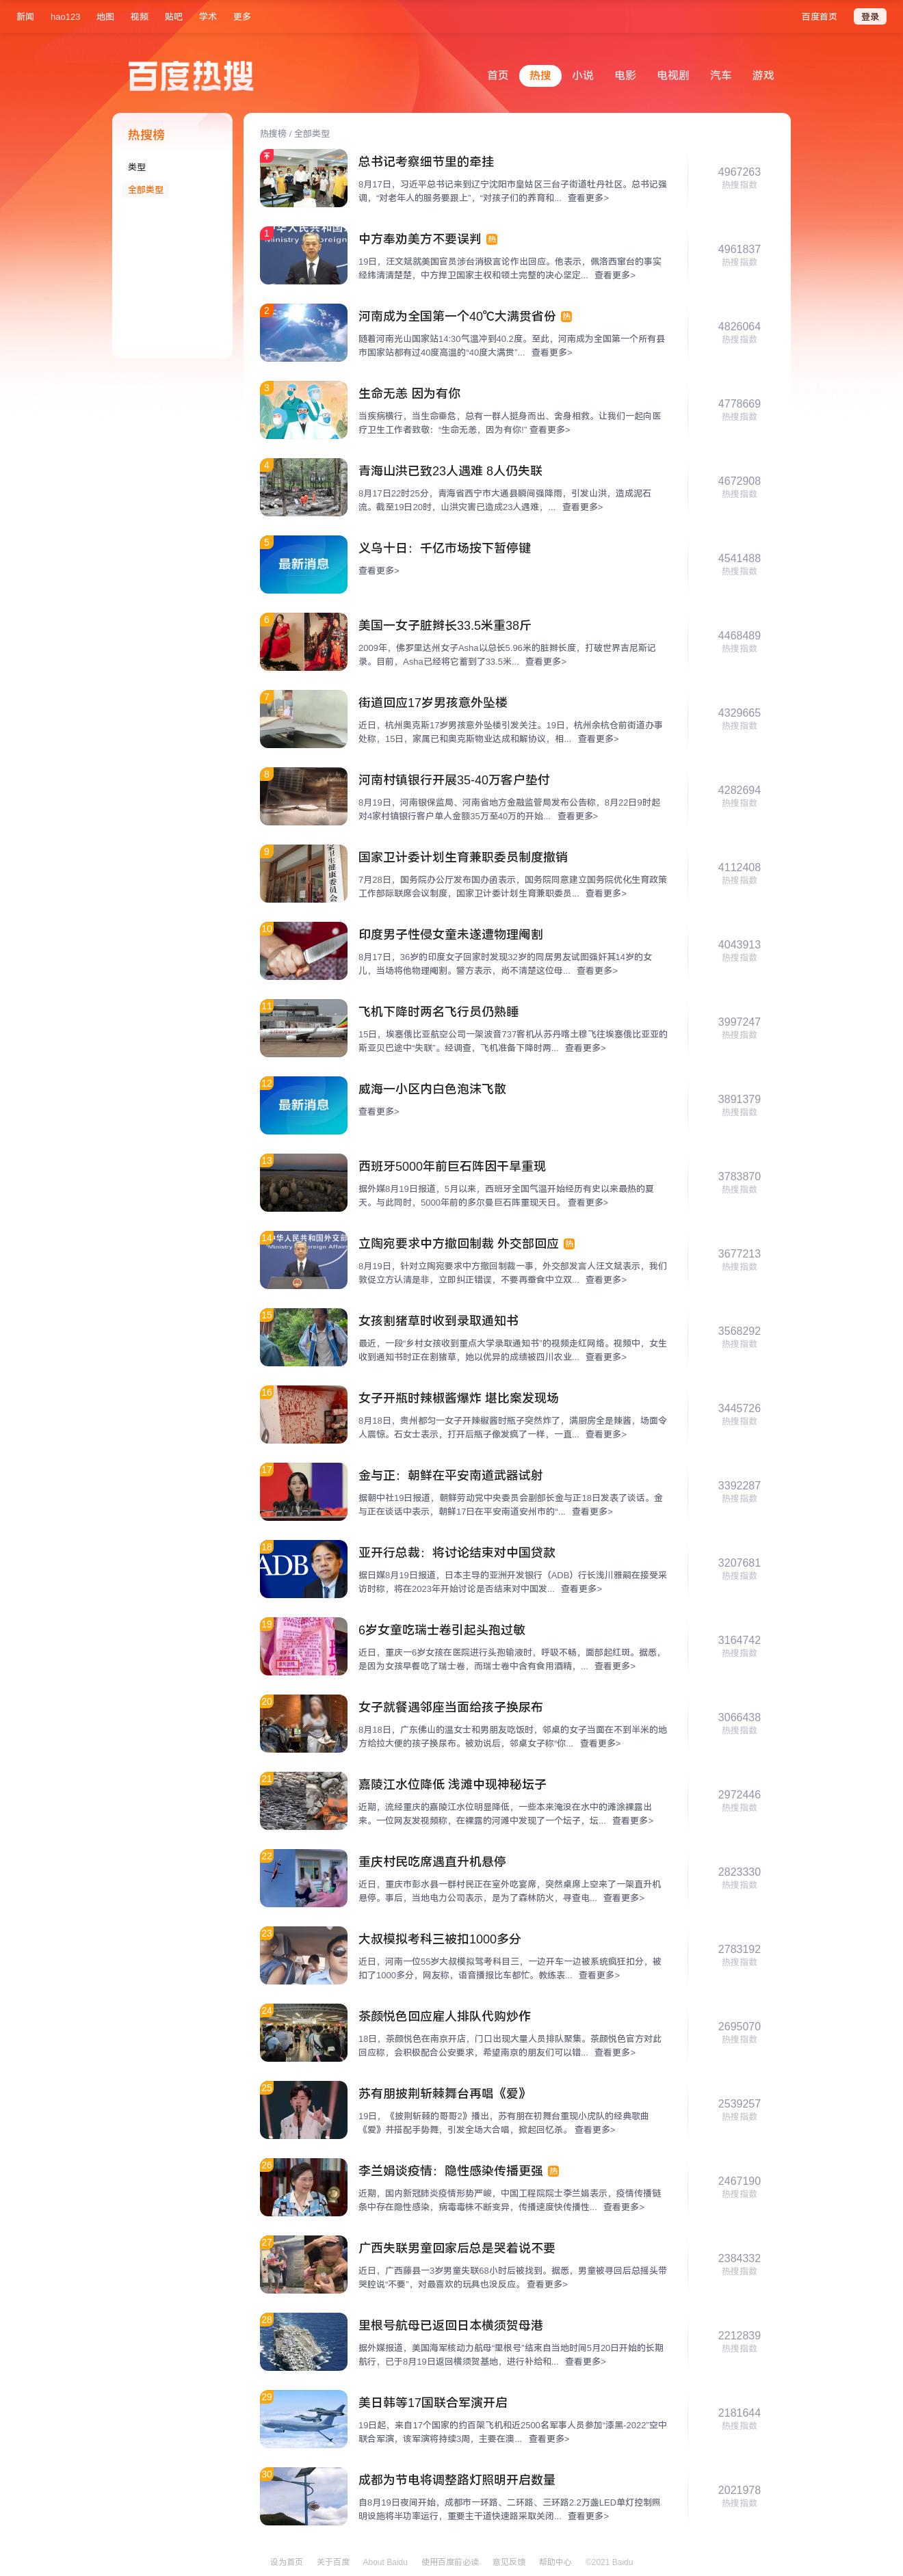 新闻 hao123 地图 视频 贴吧 学术 更多 百度首页 登录
百度热搜 首页 热搜 小说 电影 电视剧 汽车 游戏
热搜榜
类型
全部类型
热搜榜 / 全部类型
总书记考察细节里的牵挂
8月17日，习近平总书记来到辽宁沈阳市皇姑区三台子街道牡丹社区。总书记强
调，“对老年人的服务要跟上”，“对孩子们的养育和... 查看更多>
4967263
热搜指数
1
中方奉劝美方不要误判 热
19日，汪文斌就美国官员涉台消极言论作出回应。他表示，佩洛西窜台的事实
经纬清清楚楚，中方捍卫国家主权和领土完整的决心坚定... 查看更多>
4961837
热搜指数
2
河南成为全国第一个40℃大满贯省份 热
随着河南光山国家站14:30气温冲到40.2度。至此，河南成为全国第一个所有县
市国家站都有过40度高温的“40度大满贯”... 查看更多>
4826064
热搜指数
3
生命无恙 因为有你
当疾病横行，当生命垂危，总有一群人挺身而出、舍身相救。让我们一起向医
疗卫生工作者致敬：“生命无恙，因为有你!” 查看更多>
4778669
热搜指数
4
青海山洪已致23人遇难 8人仍失联
8月17日22时25分，青海省西宁市大通县瞬间强降雨，引发山洪，造成泥石
流。截至19日20时，山洪灾害已造成23人遇难，... 查看更多>
4672908
热搜指数
5
最新消息
义乌十日：千亿市场按下暂停键
查看更多>
4541488
热搜指数
6
美国一女子脏辫长33.5米重38斤
2009年，佛罗里达州女子Asha以总长5.96米的脏辫长度，打破世界吉尼斯记
录。目前，Asha已经将它蓄到了33.5米... 查看更多>
4468489
热搜指数
7
街道回应17岁男孩意外坠楼
近日，杭州奥克斯17岁男孩意外坠楼引发关注。19日，杭州余杭仓前街道办事
处称，15日，家属已和奥克斯物业达成和解协议，相... 查看更多>
4329665
热搜指数
8
河南村镇银行开展35-40万客户垫付
8月19日，河南银保监局、河南省地方金融监管局发布公告称，8月22日9时起
对4家村镇银行客户单人金额35万至40万的开始... 查看更多>
4282694
热搜指数
9
国家卫计委计划生育兼职委员制度撤销
7月28日，国务院办公厅发布国办函表示，国务院同意建立国务院优化生育政策
工作部际联席会议制度，国家卫计委计划生育兼职委员... 查看更多>
4112408
热搜指数
10
印度男子性侵女童未遂遭物理阉割
8月17日，36岁的印度女子回家时发现32岁的同居男友试图强奸其14岁的女
儿，当场将他物理阉割。警方表示，尚不清楚这位母... 查看更多>
4043913
热搜指数
11
飞机下降时两名飞行员仍熟睡
15日，埃塞俄比亚航空公司一架波音737客机从苏丹喀土穆飞往埃塞俄比亚亚的
斯亚贝巴途中“失联”。经调查，飞机准备下降时两... 查看更多>
3997247
热搜指数
12
最新消息
威海一小区内白色泡沫飞散
查看更多>
3891379
热搜指数
13
西班牙5000年前巨石阵因干旱重现
据外媒8月19日报道，5月以来，西班牙全国气温开始经历有史以来最热的夏
天。与此同时，5000年前的多尔曼巨石阵重现天日。 查看更多>
3783870
热搜指数
14
立陶宛要求中方撤回制裁 外交部回应 热
8月19日，针对立陶宛要求中方撤回制裁一事，外交部发言人汪文斌表示，我们
敦促立方认清是非，立即纠正错误，不要再蚕食中立双... 查看更多>
3677213
热搜指数
15
女孩割猪草时收到录取通知书
最近，一段“乡村女孩收到重点大学录取通知书”的视频走红网络。视频中，女生
收到通知书时正在割猪草，她以优异的成绩被四川农业... 查看更多>
3568292
热搜指数
16
女子开瓶时辣椒酱爆炸 堪比案发现场
8月18日，贵州都匀一女子开辣椒酱时瓶子突然炸了，满厨房全是辣酱，场面令
人震惊。石女士表示，打开后瓶子像发疯了一样，一直... 查看更多>
3445726
热搜指数
17
金与正：朝鲜在平安南道武器试射
据朝中社19日报道，朝鲜劳动党中央委员会副部长金与正18日发表了谈话。金
与正在谈话中表示，朝鲜17日在平安南道安州市的“... 查看更多>
3392287
热搜指数
18
ADB
亚开行总裁：将讨论结束对中国贷款
据日媒8月19日报道，日本主导的亚洲开发银行（ADB）行长浅川雅嗣在接受采
访时称，将在2023年开始讨论是否结束对中国发... 查看更多>
3207681
热搜指数
19
6岁女童吃瑞士卷引起头孢过敏
近日，重庆一6岁女孩在医院进行头孢输液时，呼吸不畅，面部起红斑。据悉，
是因为女孩早餐吃了瑞士卷，而瑞士卷中含有食用酒精，... 查看更多>
3164742
热搜指数
20
女子就餐遇邻座当面给孩子换尿布
8月18日，广东佛山的温女士和男朋友吃饭时，邻桌的女子当面在不到半米的地
方给拉大便的孩子换尿布。被劝说后，邻桌女子称“你... 查看更多>
3066438
热搜指数
21
嘉陵江水位降低 浅滩中现神秘坛子
近期，流经重庆的嘉陵江水位明显降低，一些本来淹没在水中的滩涂裸露出
来。一位网友发视频称，在裸露的河滩中发现了一个坛子，坛... 查看更多>
2972446
热搜指数
22
重庆村民吃席遇直升机悬停
近日，重庆市彭水县一群村民正在室外吃宴席，突然桌席上空来了一架直升机
悬停。事后，当地电力公司表示，是为了森林防火，寻查电... 查看更多>
2823330
热搜指数
23
大叔模拟考科三被扣1000多分
近日，河南一位55岁大叔模拟驾考科目三，一边开车一边被系统疯狂扣分，被
扣了1000多分，网友称，语音播报比车都忙。教练表... 查看更多>
2783192
热搜指数
24
茶颜悦色回应雇人排队代购炒作
18日，茶颜悦色在南京开店，门口出现大量人员排队聚集。茶颜悦色官方对此
回应称，会积极配合公安要求，希望南京的朋友们可以错... 查看更多>
2695070
热搜指数
25
苏有朋披荆斩棘舞台再唱《爱》
19日，《披荆斩棘的哥哥2》播出，苏有朋在初舞台重现小虎队的经典歌曲
《爱》并搭配手势舞，引发全场大合唱，掀起回忆杀。 查看更多>
2539257
热搜指数
26
李兰娟谈疫情：隐性感染传播更强 热
近期，国内新冠肺炎疫情形势严峻，中国工程院院士李兰娟表示，疫情传播链
条中存在隐性感染，病毒毒株不断变异，传播速度快传播性... 查看更多>
2467190
热搜指数
27
广西失联男童回家后总是哭着说不要
近日，广西藤县一3岁男童失联68小时后被找到。据悉，男童被寻回后总摇头带
哭腔说“不要”，对最喜欢的玩具也没反应。 查看更多>
2384332
热搜指数
28
里根号航母已返回日本横须贺母港
据外媒报道，美国海军核动力航母“里根号”结束自当地时间5月20日开始的长期
航行，已于8月19日返回横须贺基地，进行补给和... 查看更多>
2212839
热搜指数
29
美日韩等17国联合军演开启
19日起，来自17个国家的约百架飞机和近2500名军事人员参加“漆黑-2022”空中
联合军演，该军演将持续3周，主要在澳... 查看更多>
2181644
热搜指数
30
成都为节电将调整路灯照明开启数量
自8月19日夜间开始，成都市一环路、二环路、三环路2.2万盏LED单灯控制照
明设施将半功率运行，重要主干道快速路采取关闭... 查看更多>
2021978
热搜指数
设为首页 关于百度 About Baidu 使用百度前必读 意见反馈 帮助中心 ©2021 Baidu